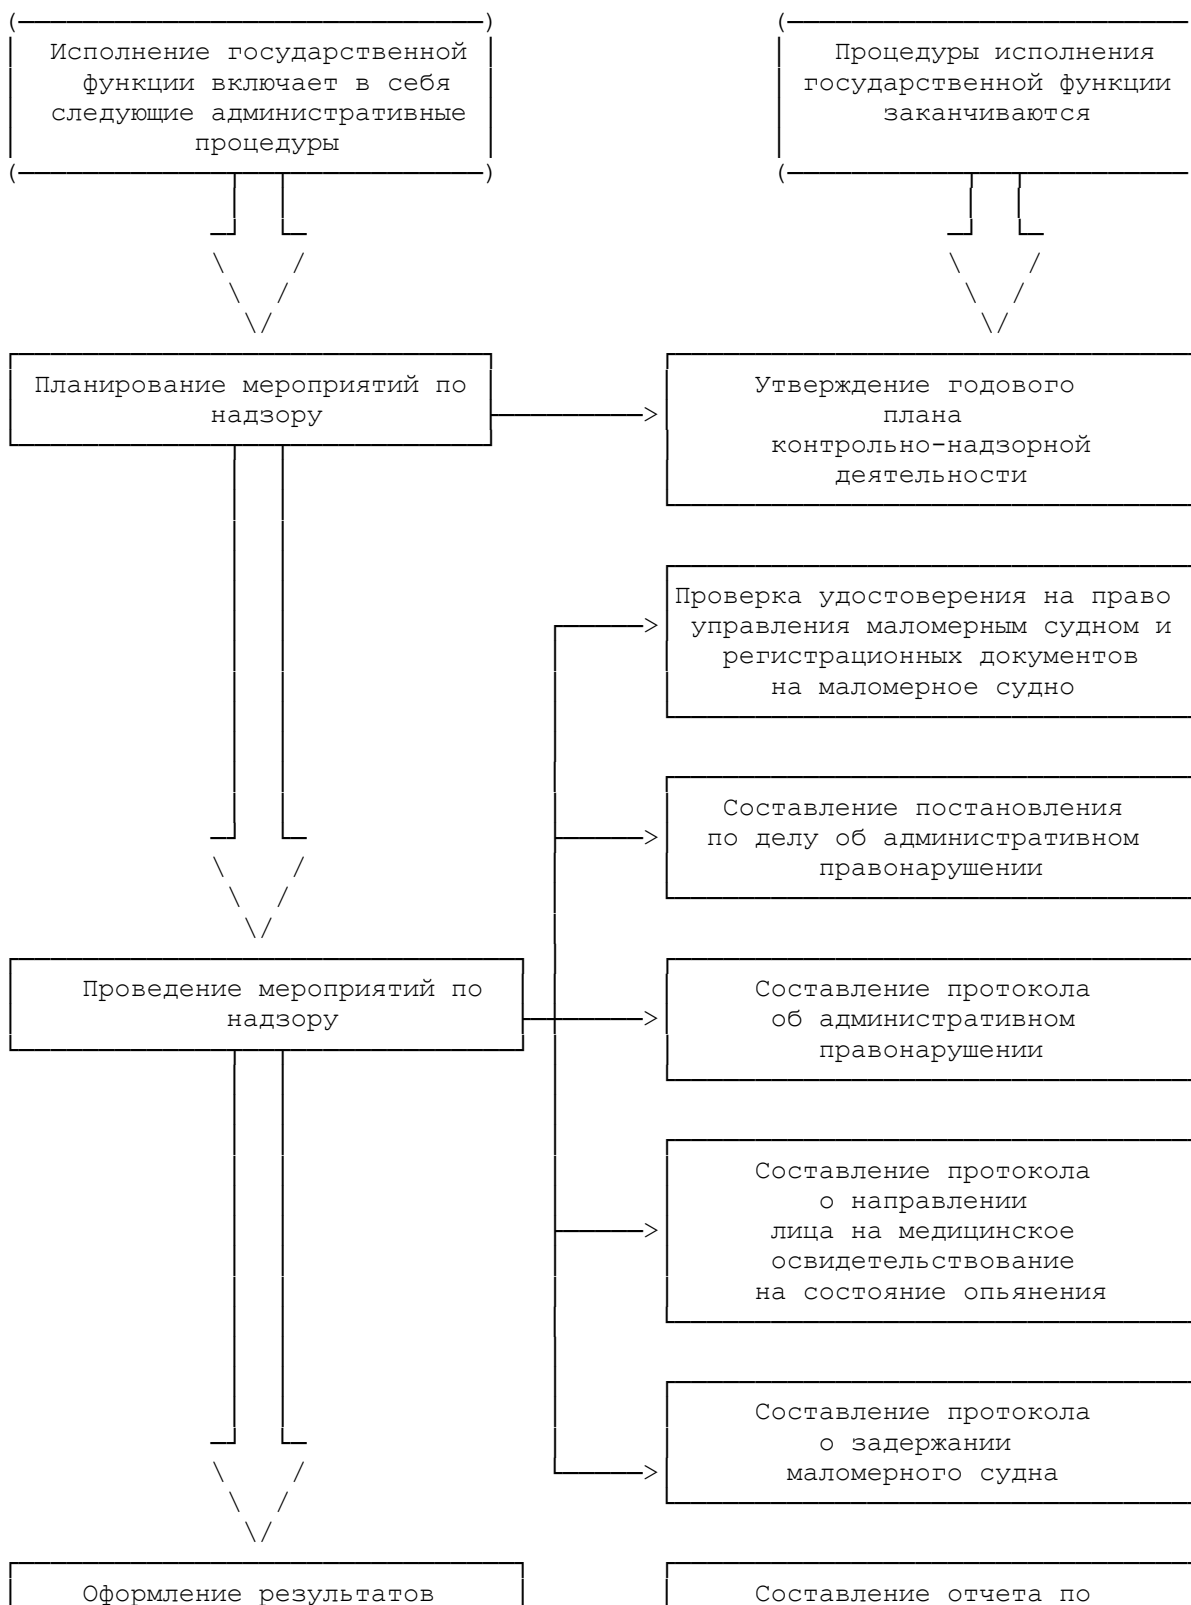 Исполнение государственной
функции включает в себя
следующие административные
процедуры
Процедуры исполнения
государственной функции
заканчиваются
Планирование мероприятий по
надзору
Утверждение годового
плана
контрольно-надзорной
деятельности
Проверка удостоверения на право
управления маломерным судном и
регистрационных документов
на маломерное судно
Составление постановления
по делу об административном
правонарушении
Проведение мероприятий по
надзору
Составление протокола
об административном
правонарушении
Составление протокола
о направлении
лица на медицинское
освидетельствование
на состояние опьянения
Составление протокола
о задержании
маломерного судна
Оформление результатов
Составление отчета по